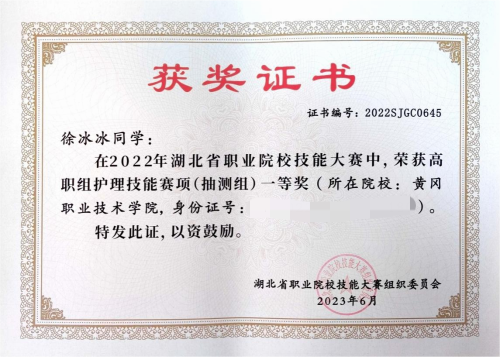 获奖证书
证书编号：2022SJGC0645
徐冰冰同学：
在2022年湖北省职业院校技能大赛中，荣获高
职组护理技能赛项(抽测组)一等奖（所在院校：黄冈
职业技术学院，身份证号：）。
特发此证，以资鼓励。
湖北省职业院校技能大赛组织委员会
2023年6月